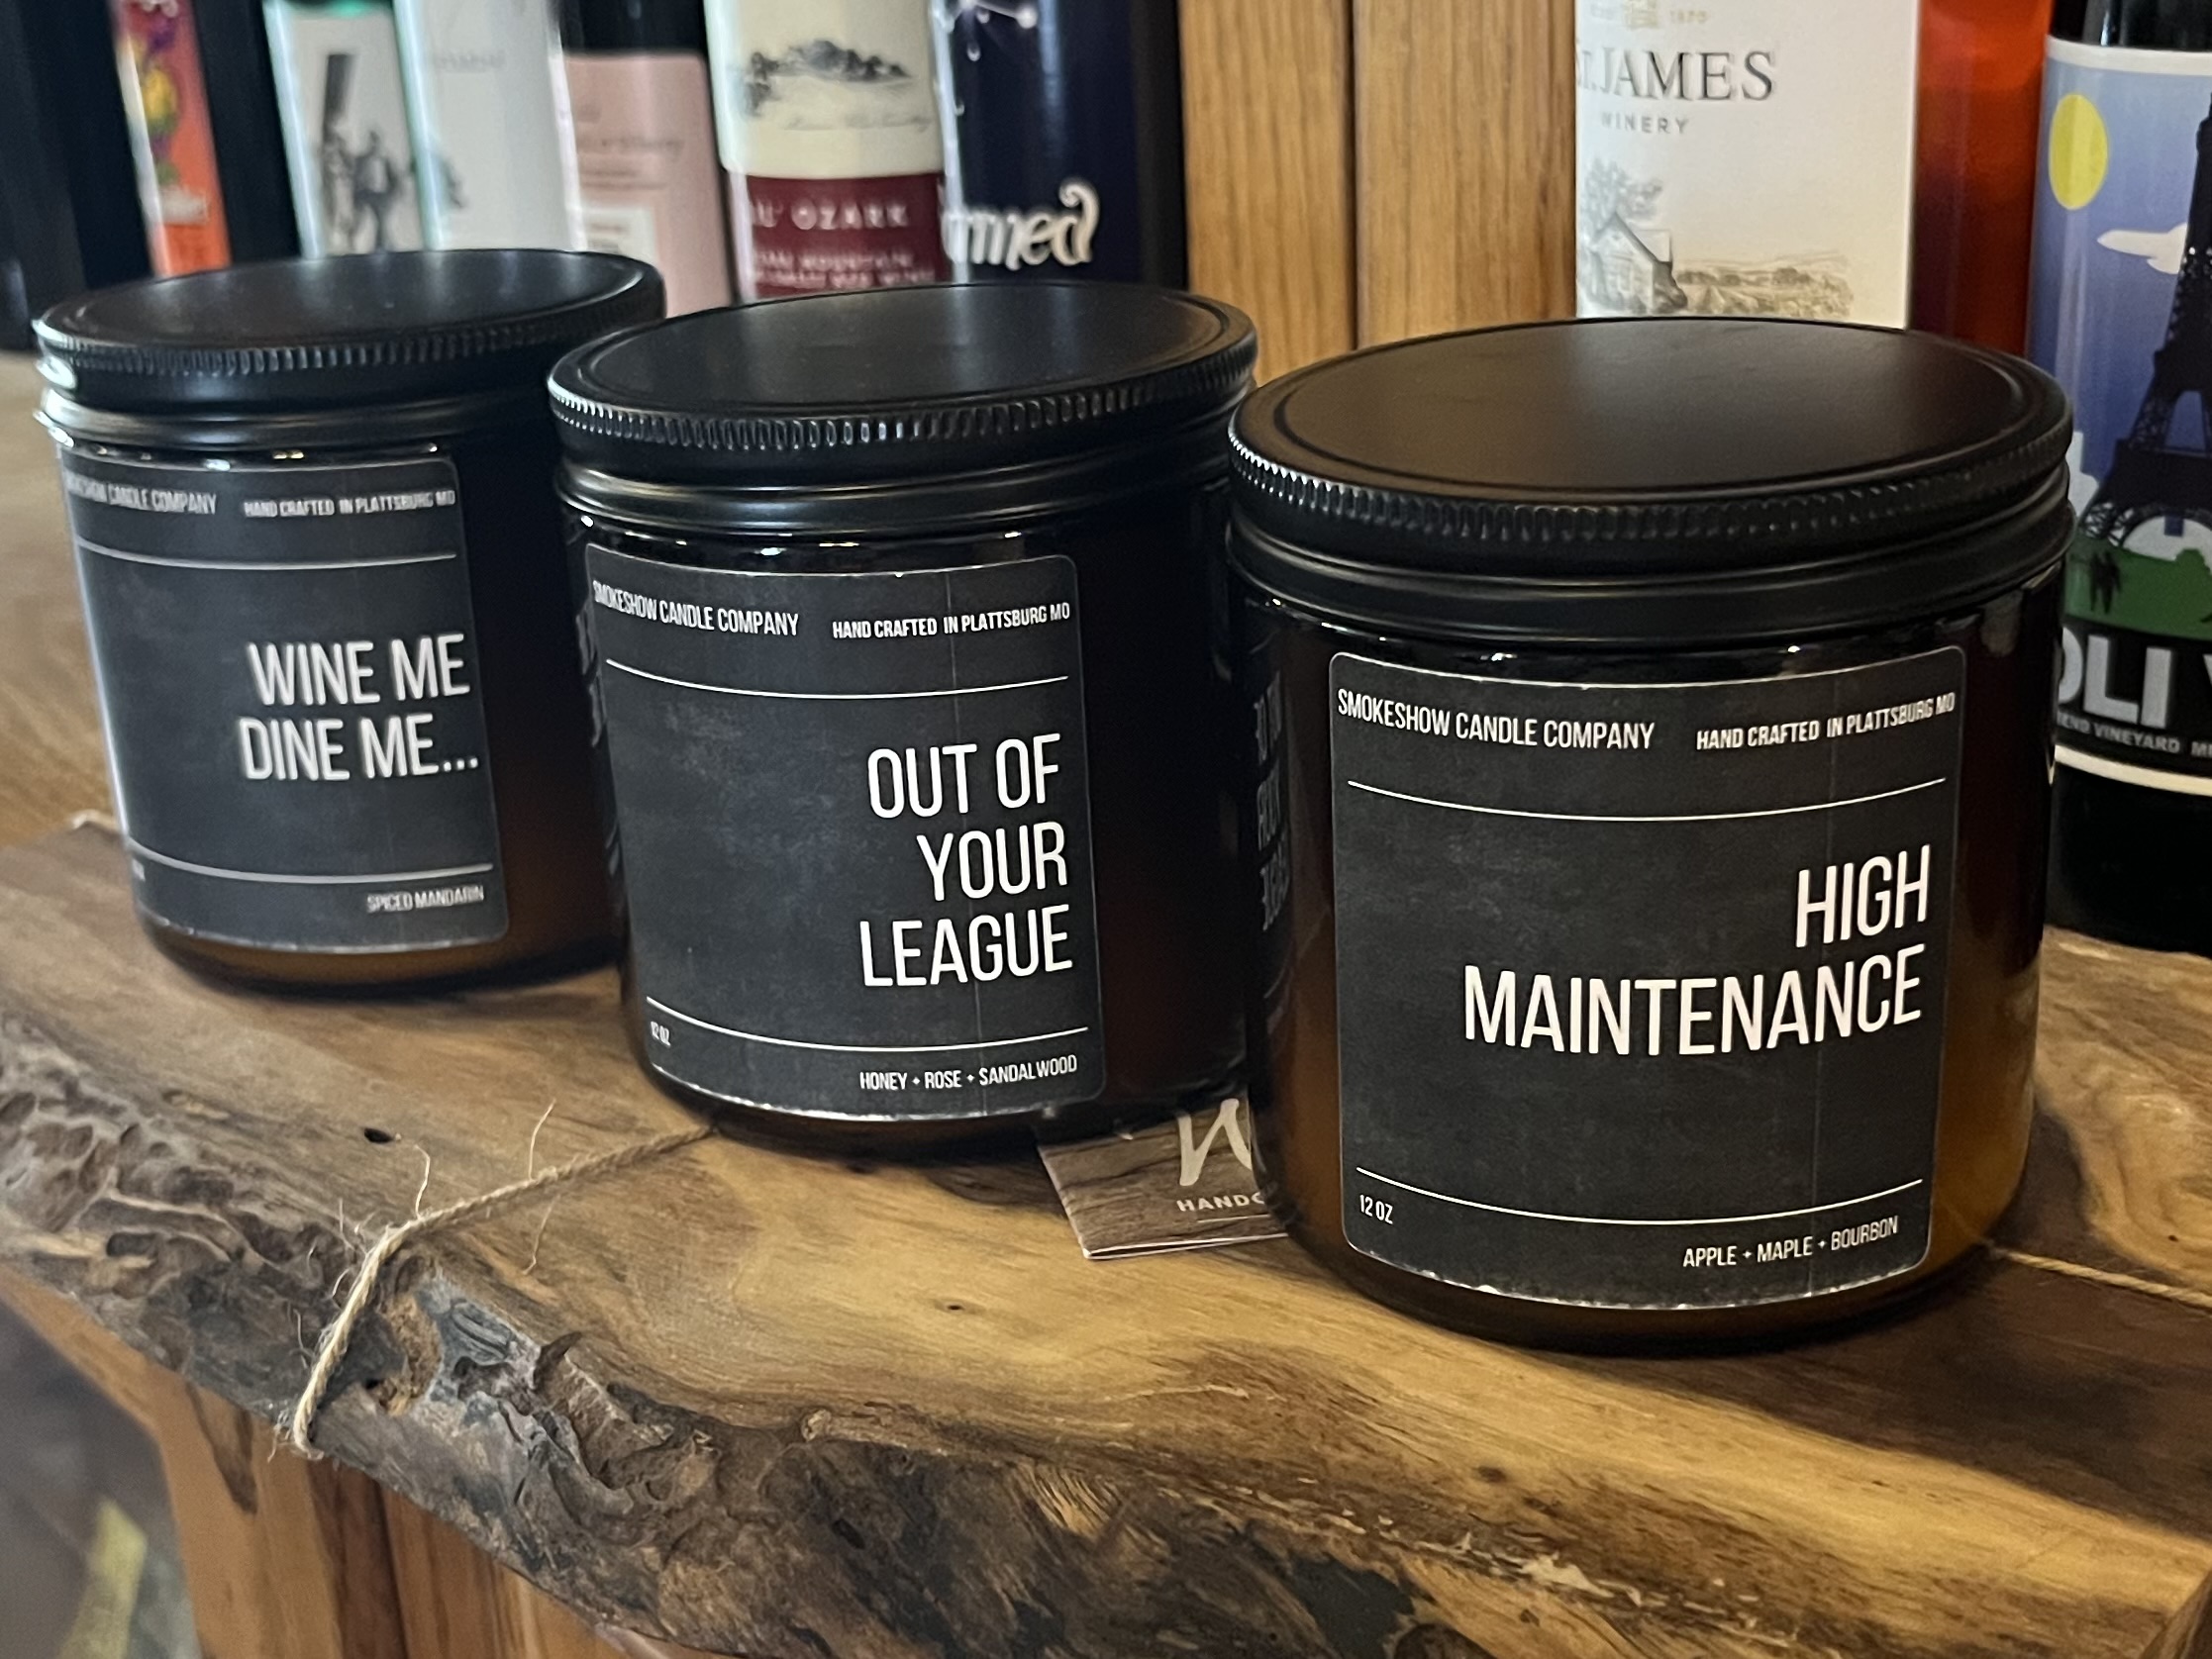 ST. JAMES
WINERY
OZARK
MOUNTAIN
SMOKESHOW CANDLE COMPANY
HAND CRAFTED IN PLATTSBURG MO
WINE ME
DINE ME...
SPICED MANDARIN
SMOKESHOW CANDLE COMPANY
HAND CRAFTED IN PLATTSBURG MO
OUT OF
YOUR
LEAGUE
12 OZ
HONEY + ROSE + SANDALWOOD
SMOKESHOW CANDLE COMPANY
HAND CRAFTED IN PLATTSBURG MO
HIGH
MAINTENANCE
12 OZ
APPLE + MAPLE + BOURBON
VINEYARD